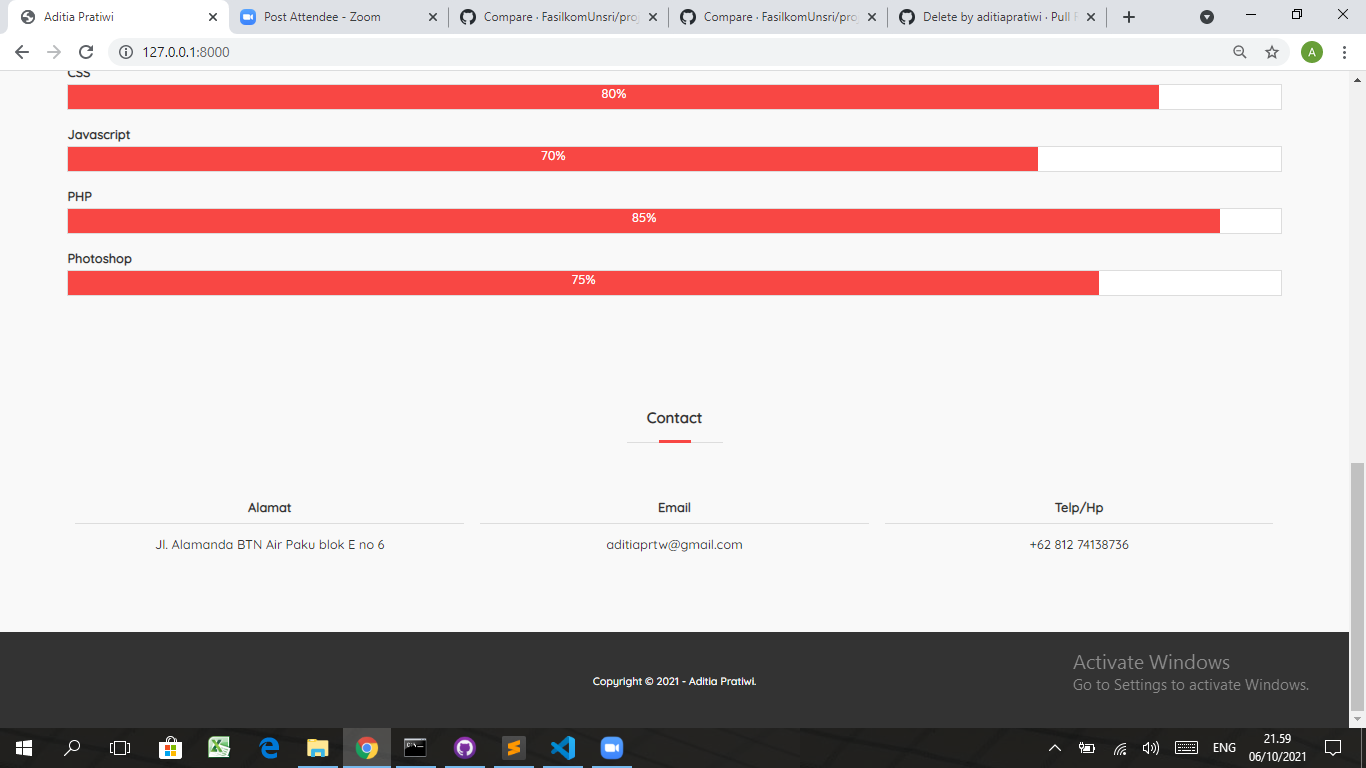 Aditia Pratiwi
Post Attendee - Zoom
Compare · FasilkomUnsri/proj
Compare · FasilkomUnsri/pro
Delete by aditiapratiwi · Pull
127.0.0.1:8000
A
CSS
80%
Javascript
70%
PHP
85%
Photoshop
75%
Contact
Alamat
Email
Telp/Hp
Jl. Alamanda BTN Air Paku blok E no 6
aditiaprtw@gmail.com
+62 812 74138736
Activate Windows
Go to Settings to activate Windows.
Copyright © 2021 - Aditia Pratiwi.
ENG
21.59
06/10/2021